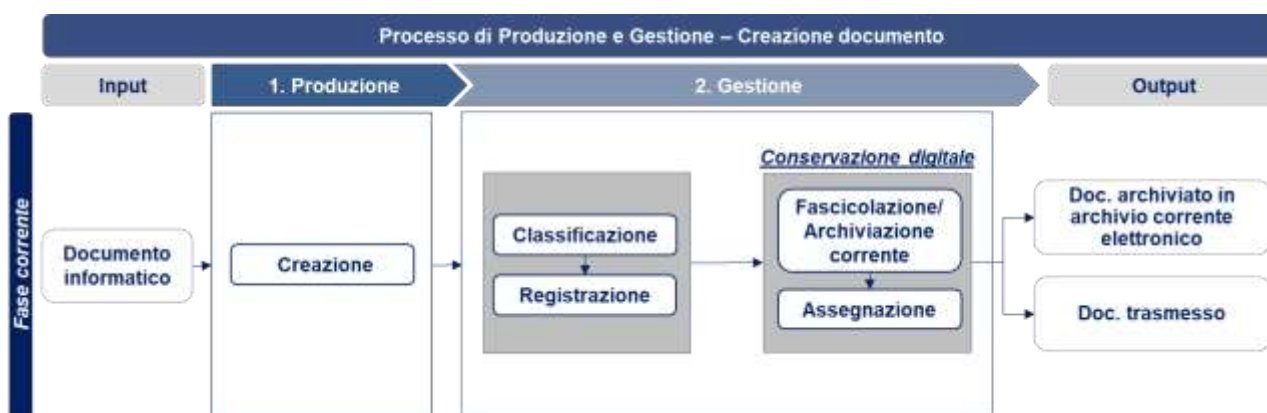 Processo di Produzione e Gestione – Creazione documento
Input
1. Produzione
2. Gestione
Output
Fase corrente
Documento
informatico
Creazione
Classificazione
Registrazione
Conservazione digitale
Fascicolazione/
Archiviazione
corrente
Assegnazione
Doc. archiviato in
archivio corrente
elettronico
Doc. trasmesso